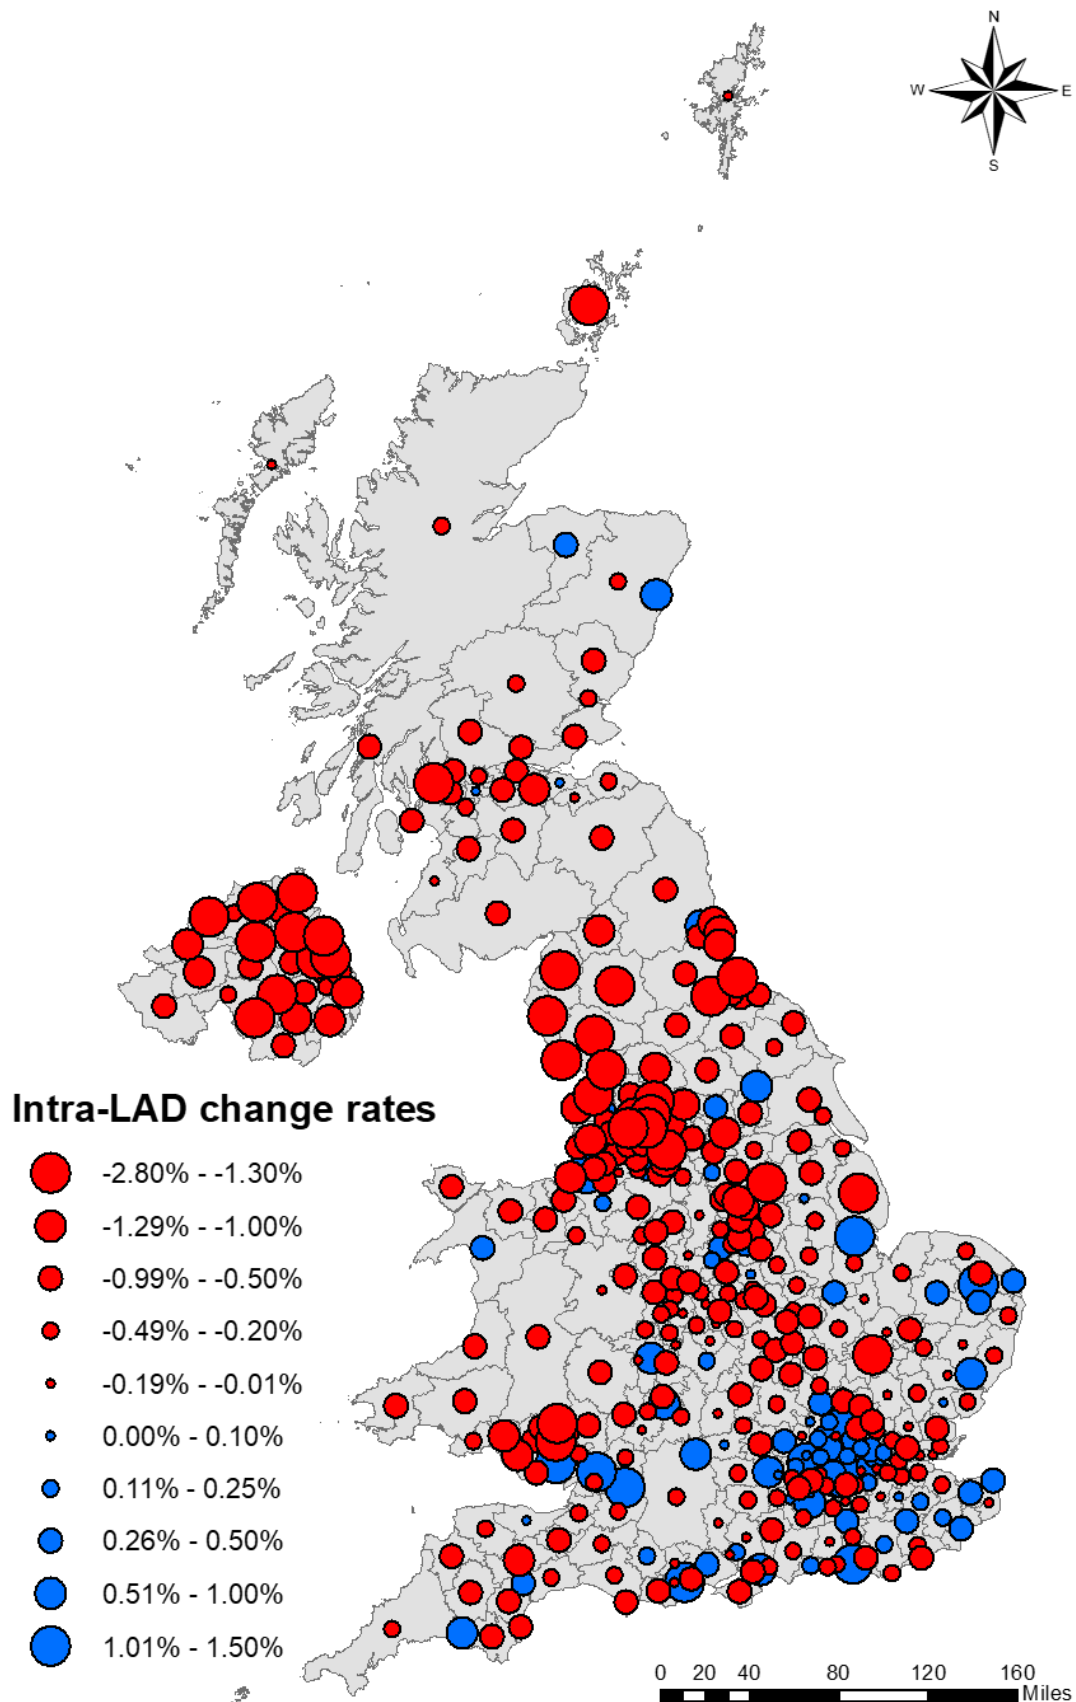 N
W E
S
Intra-LAD change rates
-2.80% - -1.30%
-1.29% - -1.00%
-0.99% - -0.50%
-0.49% - -0.20%
-0.19% - -0.01%
0.00% - 0.10%
0.11% - 0.25%
0.26% - 0.50%
0.51% - 1.00%
1.01% - 1.50%
0 20 40 80 120 160
Miles